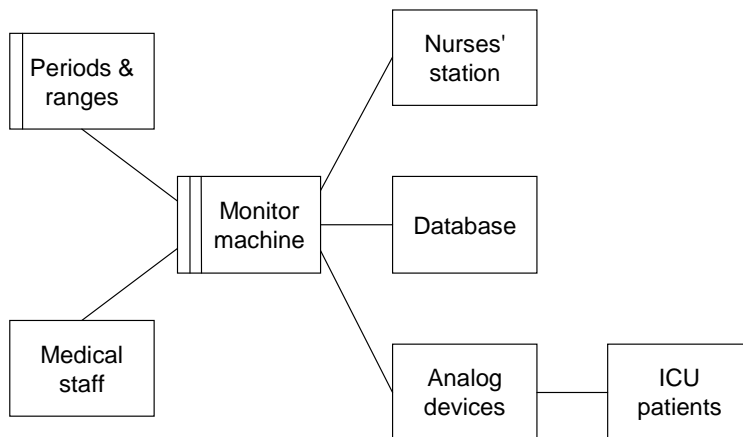 Periods &
ranges
Nurses'
station
Monitor
machine
Database
Medical
staff
Analog
devices
ICU
patients